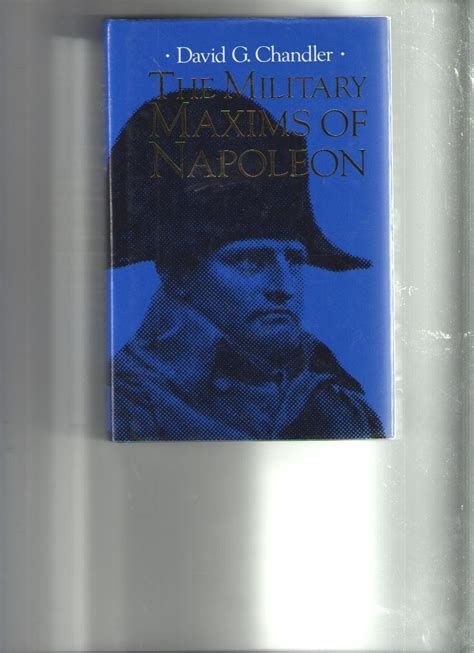 · David G. Chandler ·
THE MILITARY
MAXIMS OF
NAPOLEON